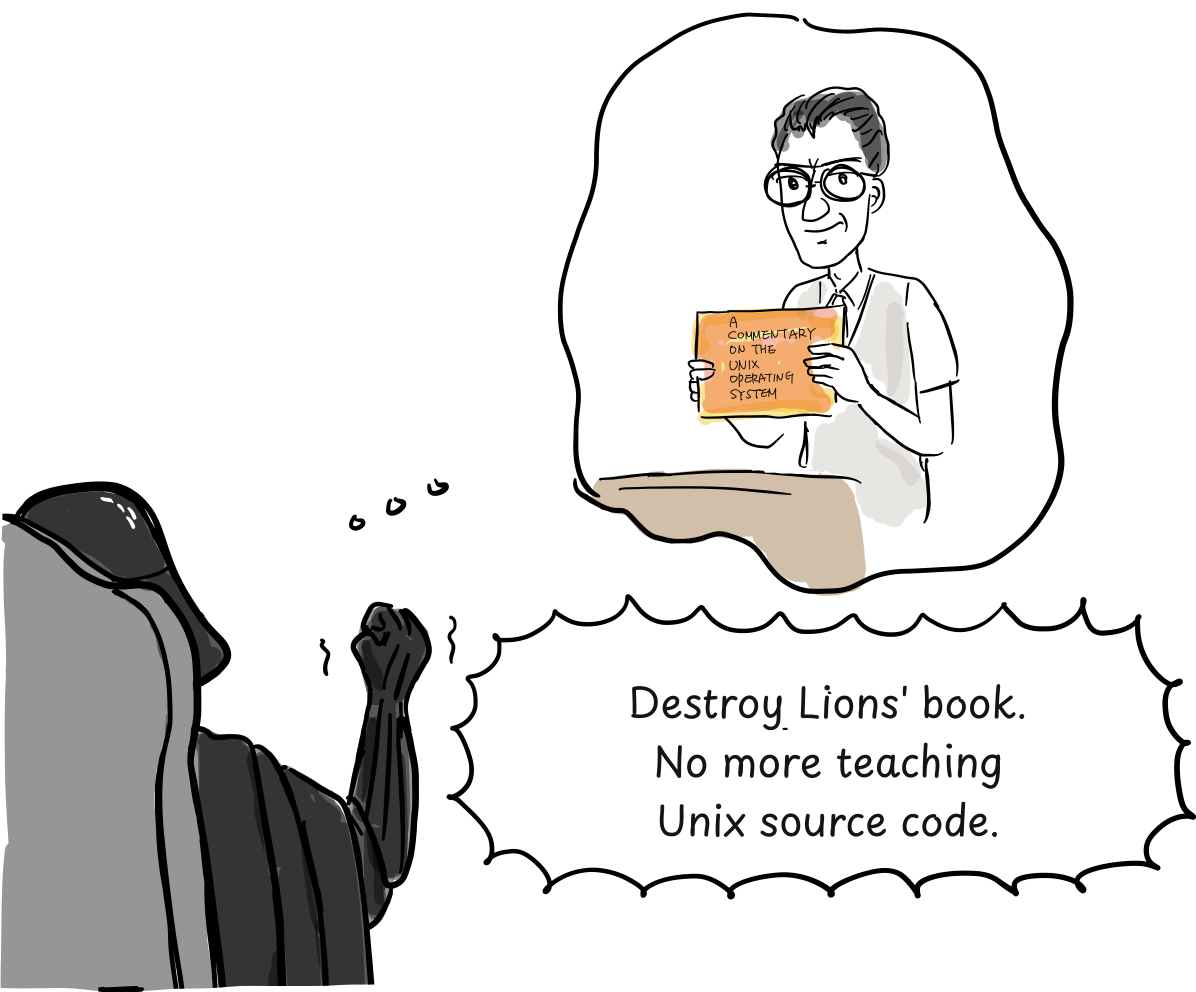 A
COMMENTARY
ON THE
UNIX
OPERATING
SYSTEM
Destroy Lions' book.
No more teaching
Unix source code.